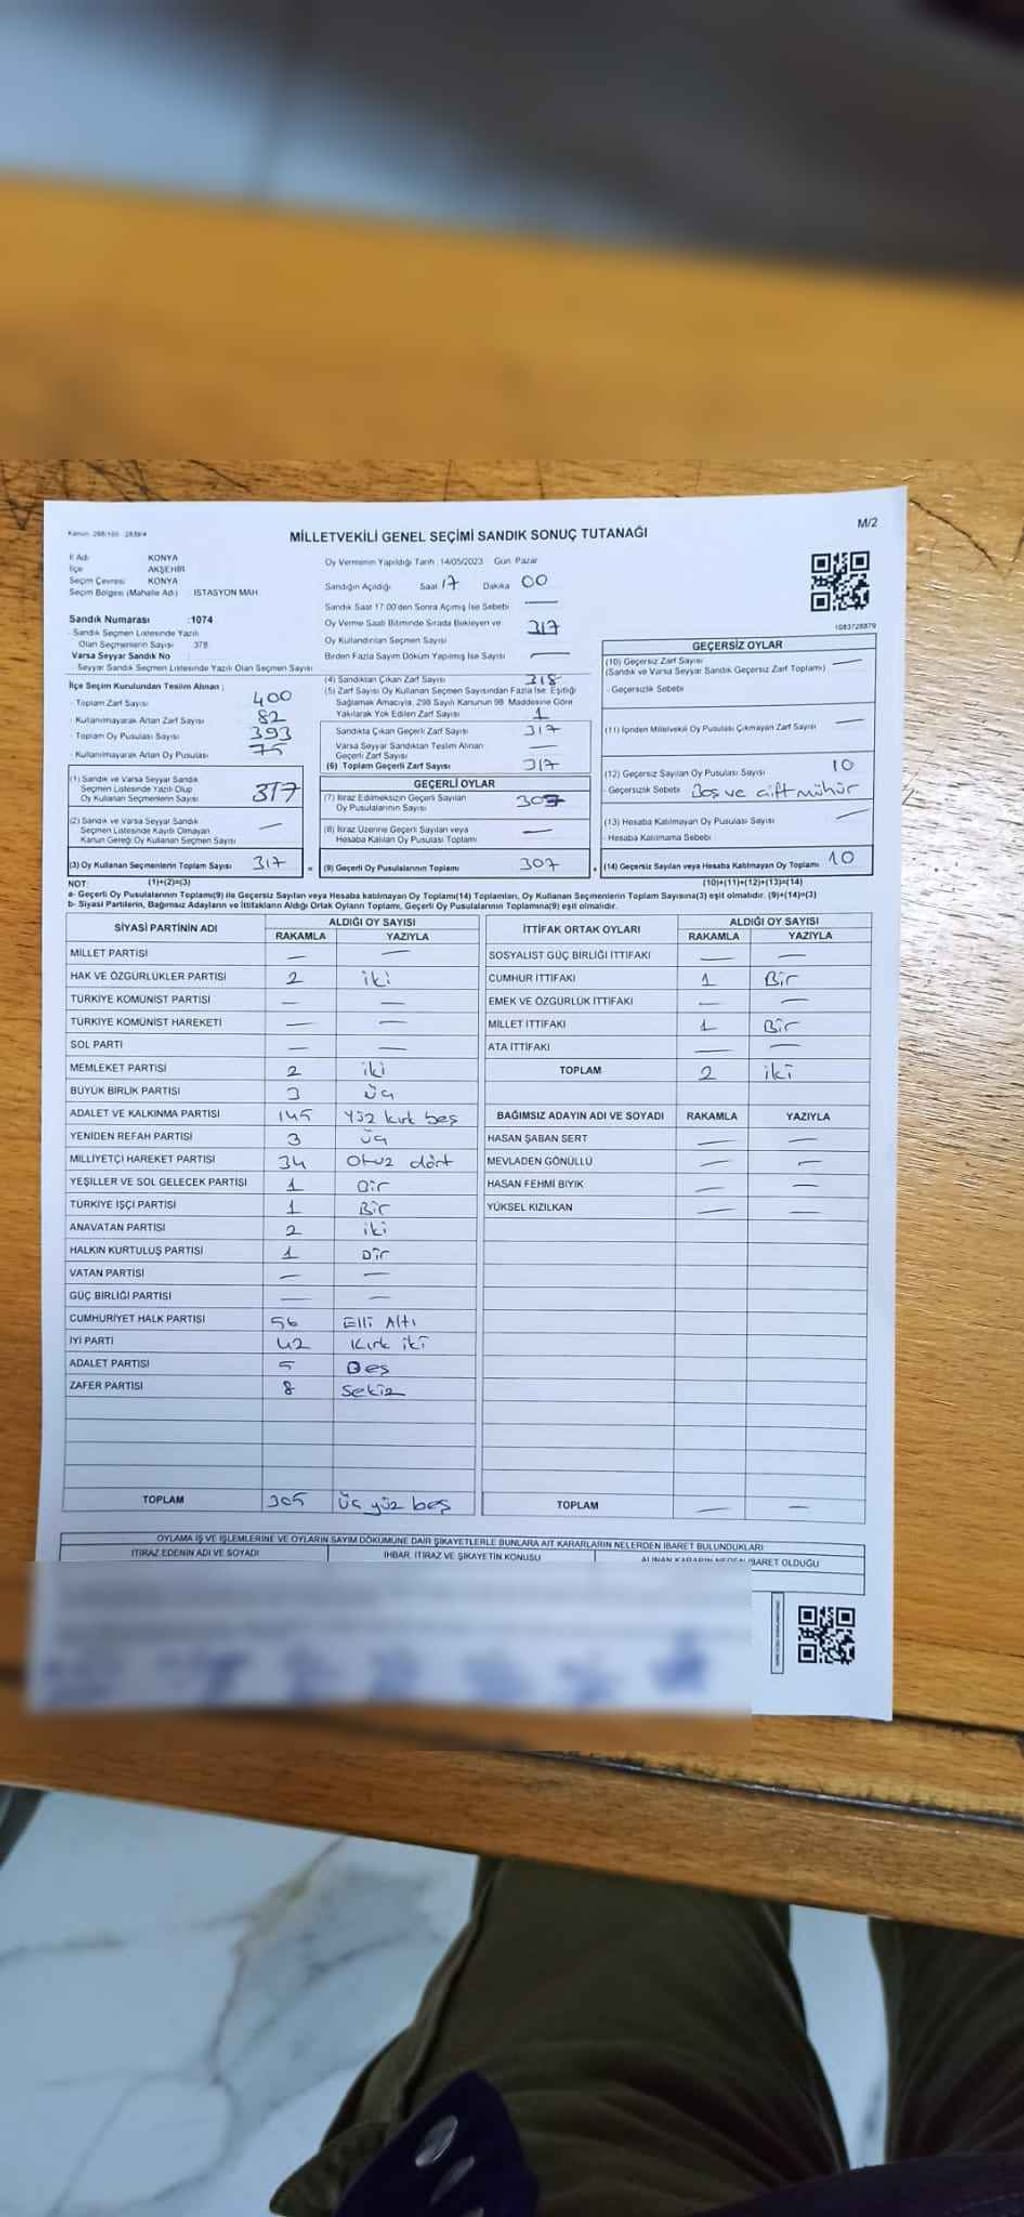 Kanun: 298/105 - 2839/4
MİLLETVEKİLİ GENEL SEÇİMİ SANDIK SONUÇ TUTANAĞI
M/2
İl Adı KONYA
İlçe AKŞEHİR
Seçim Çevresi KONYA
Seçim Bölgesi (Mahalle Adı) İSTASYON MAH.
Sandık Numarası :1074
- Sandık Seçmen Listesinde Yazılı
Olan Seçmenlerin Sayısı 378
Varsa Seyyar Sandık No
- Seyyar Sandık Seçmen Listesinde Yazılı Olan Seçmen Sayısı
Oy Vermenin Yapıldığı Tarih :14/05/2023 Gün Pazar
Sandığın Açıldığı Saat 17 Dakika 00
Sandık Saat 17:00'den Sonra Açılmış İse Sebebi —
Oy Verme Saati Bitiminde Sırada Bekleyen ve
Oy Kullandırılan Seçmen Sayısı 317
Birden Fazla Sayım Döküm Yapılmış İse Sayısı —
1083728879
İlçe Seçim Kurulundan Teslim Alınan :
- Toplam Zarf Sayısı 400
- Kullanılmayarak Artan Zarf Sayısı 82
- Toplam Oy Pusulası Sayısı 393
- Kullanılmayarak Artan Oy Pusulası 75
(1) Sandık ve Varsa Seyyar Sandık
Seçmen Listesinde Yazılı Olup
Oy Kullanan Seçmenlerin Sayısı 317
(2) Sandık ve Varsa Seyyar Sandık
Seçmen Listesinde Kayıtlı Olmayan
Kanun Gereği Oy Kullanan Seçmen Sayısı —
(3) Oy Kullanan Seçmenlerin Toplam Sayısı 317 =
(4) Sandıktan Çıkan Zarf Sayısı 318
(5) Zarf Sayısı Oy Kullanan Seçmen Sayısından Fazla İse: Eşitliği
Sağlamak Amacıyla, 298 Sayılı Kanunun 98. Maddesine Göre
Yakılarak Yok Edilen Zarf Sayısı 1
Sandıkta Çıkan Geçerli Zarf Sayısı 317
Varsa Seyyar Sandıktan Teslim Alınan
Geçerli Zarf Sayısı —
(6) Toplam Geçerli Zarf Sayısı 317
GEÇERLİ OYLAR
(7) İtiraz Edilmeksizin Geçerli Sayılan
Oy Pusulalarının Sayısı 307
(8) İtiraz Üzerine Geçerli Sayılan veya
Hesaba Katılan Oy Pusulası Toplamı —
(9) Geçerli Oy Pusulalarının Toplamı 307 +
GEÇERSİZ OYLAR
(10) Geçersiz Zarf Sayısı —
(Sandık ve Varsa Seyyar Sandık Geçersiz Zarf Toplamı)
- Geçersizlik Sebebi
(11) İçinden Milletvekili Oy Pusulası Çıkmayan Zarf Sayısı —
(12) Geçersiz Sayılan Oy Pusulası Sayısı 10
- Geçersizlik Sebebi Boş ve çift mühür
(13) Hesaba Katılmayan Oy Pusulası Sayısı —
- Hesaba Katılmama Sebebi
(14) Geçersiz Sayılan veya Hesaba Katılmayan Oy Toplamı 10
NOT: (1)+(2)=(3) (10)+(11)+(12)+(13)=(14)
a- Geçerli Oy Pusulalarının Toplamı(9) ile Geçersiz Sayılan veya Hesaba katılmayan Oy Toplamı(14) Toplamları, Oy Kullanan Seçmenlerin Toplam Sayısına(3) eşit olmalıdır. (9)+(14)=(3)
b- Siyasi Partilerin, Bağımsız Adayların ve İttifakların Aldığı Ortak Oyların Toplamı, Geçerli Oy Pusulalarının Toplamına(9) eşit olmalıdır.
SİYASİ PARTİNİN ADI ALDIĞI OY SAYISI
RAKAMLA YAZIYLA
MİLLET PARTİSİ — —
HAK VE ÖZGÜRLÜKLER PARTİSİ 2 iki
TÜRKİYE KOMÜNİST PARTİSİ — —
TÜRKİYE KOMÜNİST HAREKETİ — —
SOL PARTİ — —
MEMLEKET PARTİSİ 2 iki
BÜYÜK BİRLİK PARTİSİ 3 üç
ADALET VE KALKINMA PARTİSİ 145 Yüz kırk beş
YENİDEN REFAH PARTİSİ 3 üç
MİLLİYETÇİ HAREKET PARTİSİ 34 Otuz dört
YEŞİLLER VE SOL GELECEK PARTİSİ 1 Bir
TÜRKİYE İŞÇİ PARTİSİ 1 Bir
ANAVATAN PARTİSİ 2 iki
HALKIN KURTULUŞ PARTİSİ 1 Bir
VATAN PARTİSİ — —
GÜÇ BİRLİĞİ PARTİSİ — —
CUMHURİYET HALK PARTİSİ 56 Elli Altı
İYİ PARTİ 42 Kırk iki
ADALET PARTİSİ 5 Beş
ZAFER PARTİSİ 8 Sekiz
TOPLAM 305 Üç yüz beş
İTTİFAK ORTAK OYLARI ALDIĞI OY SAYISI
RAKAMLA YAZIYLA
SOSYALİST GÜÇ BİRLİĞİ İTTİFAKI — —
CUMHUR İTTİFAKI 1 Bir
EMEK VE ÖZGÜRLÜK İTTİFAKI — —
MİLLET İTTİFAKI 1 Bir
ATA İTTİFAKI — —
TOPLAM 2 iki
BAĞIMSIZ ADAYIN ADI VE SOYADI RAKAMLA YAZIYLA
HASAN ŞABAN SERT — —
MEVLADEN GÖNÜLLÜ — —
HASAN FEHMİ BIYIK — —
YÜKSEL KIZILKAN — —
TOPLAM — —
OYLAMA İŞ VE İŞLEMLERİNE VE OYLARIN SAYIM DÖKÜMÜNE DAİR ŞİKAYETLERLE BUNLARA AİT KARARLARIN NELERDEN İBARET BULUNDUKLARI
İTİRAZ EDENİN ADI VE SOYADI İHBAR, İTİRAZ VE ŞİKAYETİN KONUSU ALINAN KARARIN NEDEN İBARET OLDUĞU